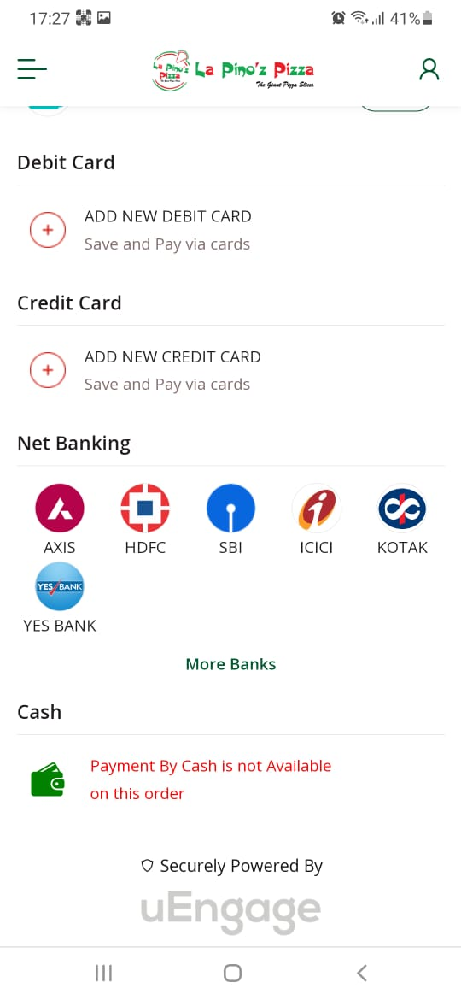 17:27 41%
La Pino'z Pizza
La Pino'z Pizza
The Giant Pizza Slices
Debit Card
ADD NEW DEBIT CARD
Save and Pay via cards
Credit Card
ADD NEW CREDIT CARD
Save and Pay via cards
Net Banking
AXIS HDFC SBI ICICI KOTAK
YES BANK
YES BANK
More Banks
Cash
Payment By Cash is not Available
on this order
Securely Powered By
uEngage